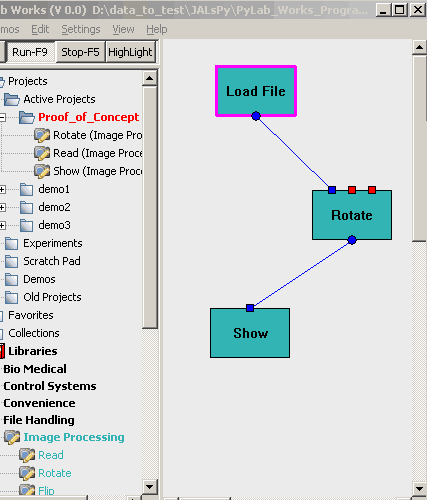 b Works (V 0.0) D:\data_to_test\JALsPy\PyLab_Works_Progra
mos Settings View Help
Run-F9 Stop-F5 HighLight
Projects
Active Projects
Proof_of_Concept
Rotate (Image Pro
Read (Image Proce
Show (Image Proc
demo1
demo2
demo3
Experiments
Scratch Pad
Demos
Old Projects
Favorites
Collections
Libraries
Bio Medical
Control Systems
Convenience
File Handling
Image Processing
Read
Rotate
Flip
Load File
Rotate
Show